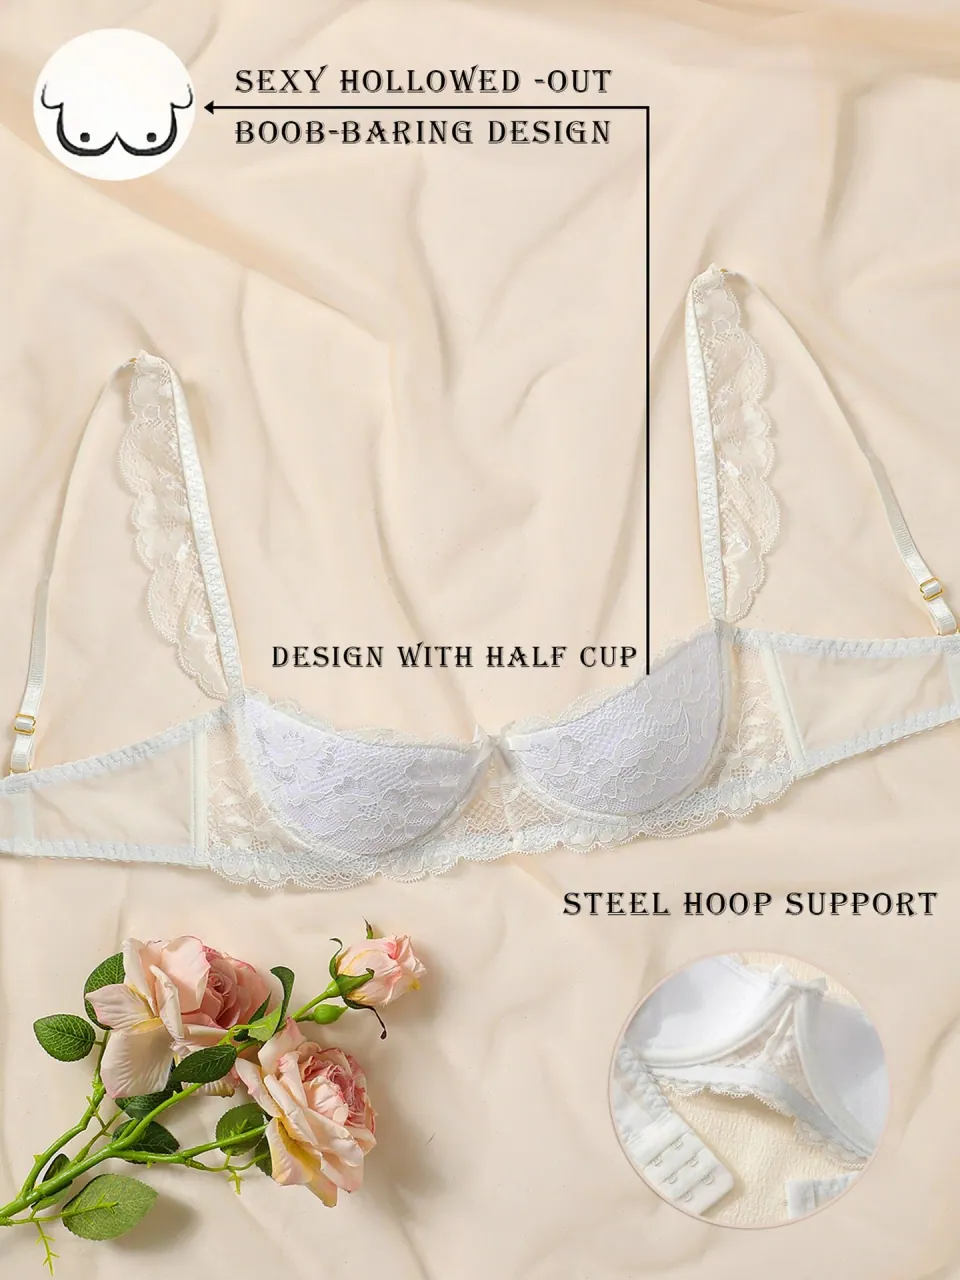 SEXY HOLLOWED -OUT
BOOB-BARING DESIGN
DESIGN WITH HALF CUP
STEEL HOOP SUPPORT